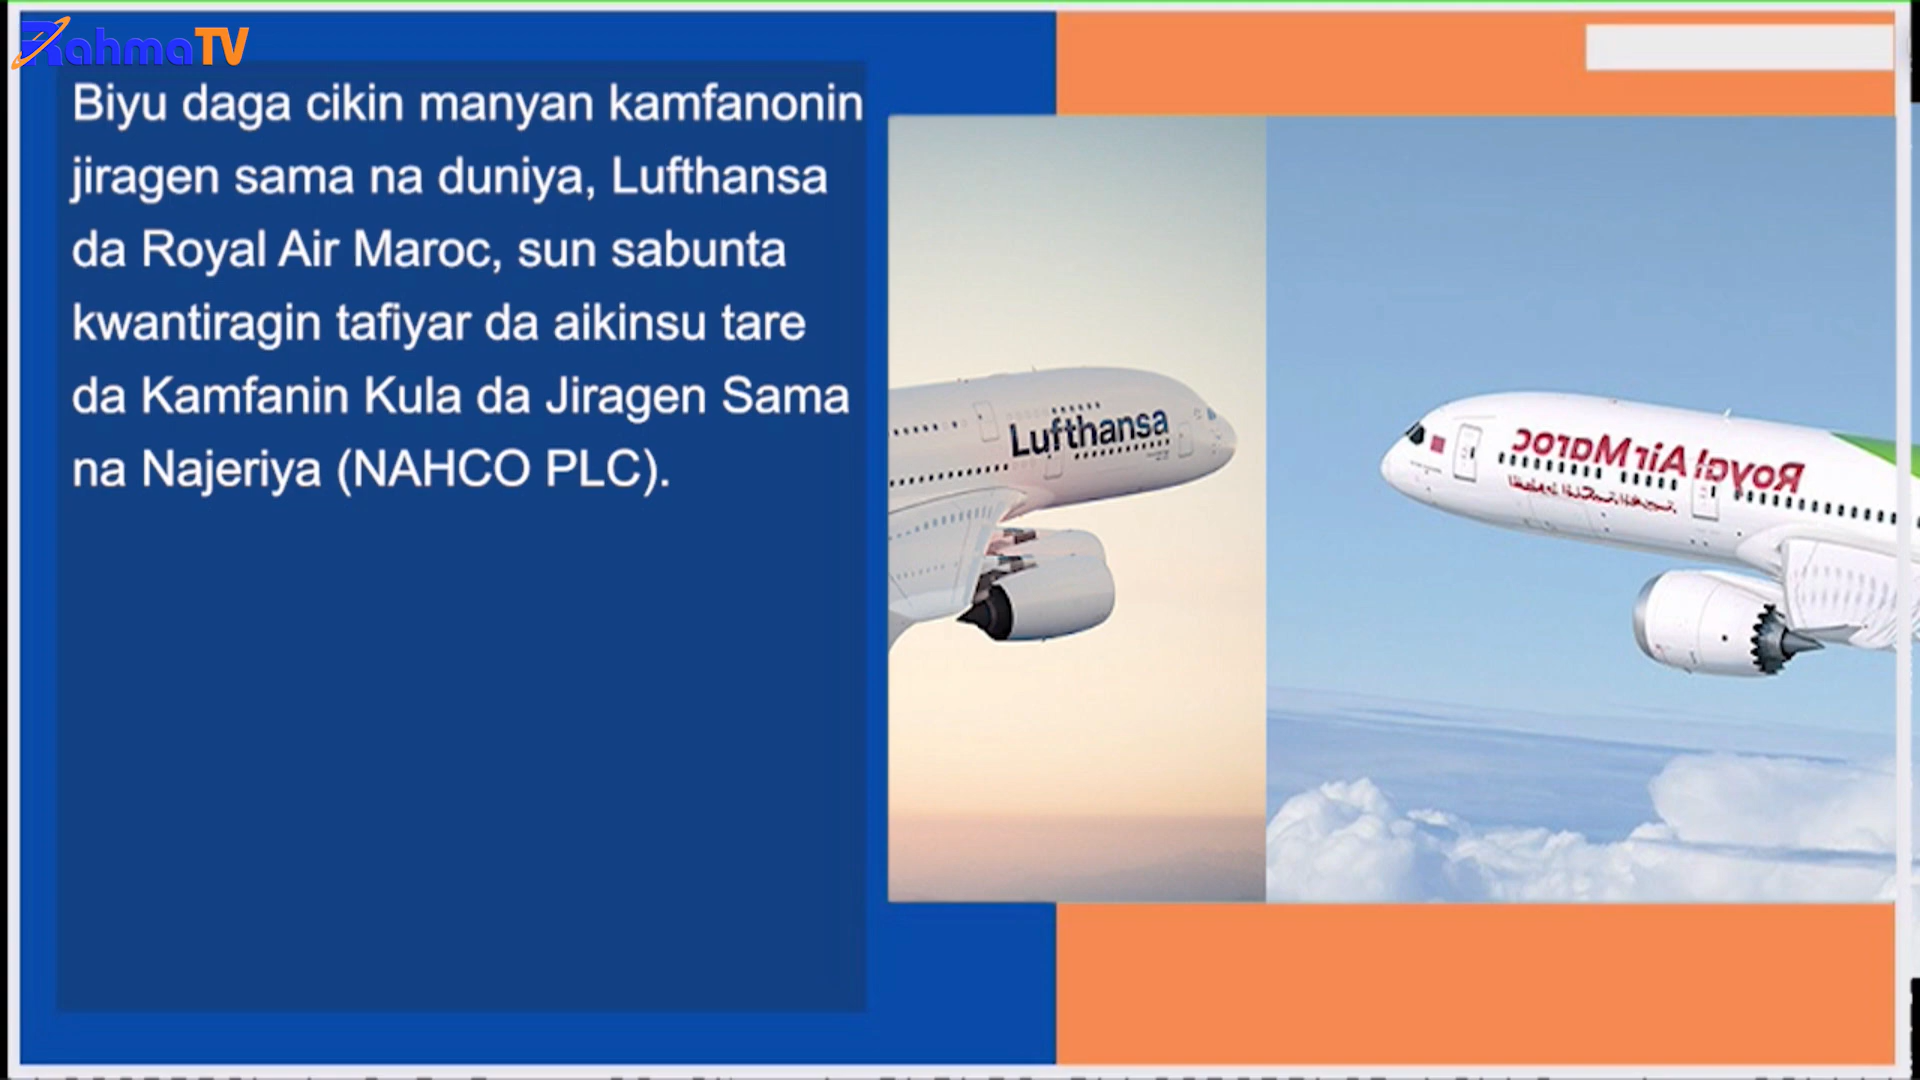 RahmaTV
Biyu daga cikin manyan kamfanonin
jiragen sama na duniya, Lufthansa
da Royal Air Maroc, sun sabunta
kwantiragin tafiyar da aikinsu tare
da Kamfanin Kula da Jiragen Sama
na Najeriya (NAHCO PLC).
Lufthansa
Royal Air Maroc